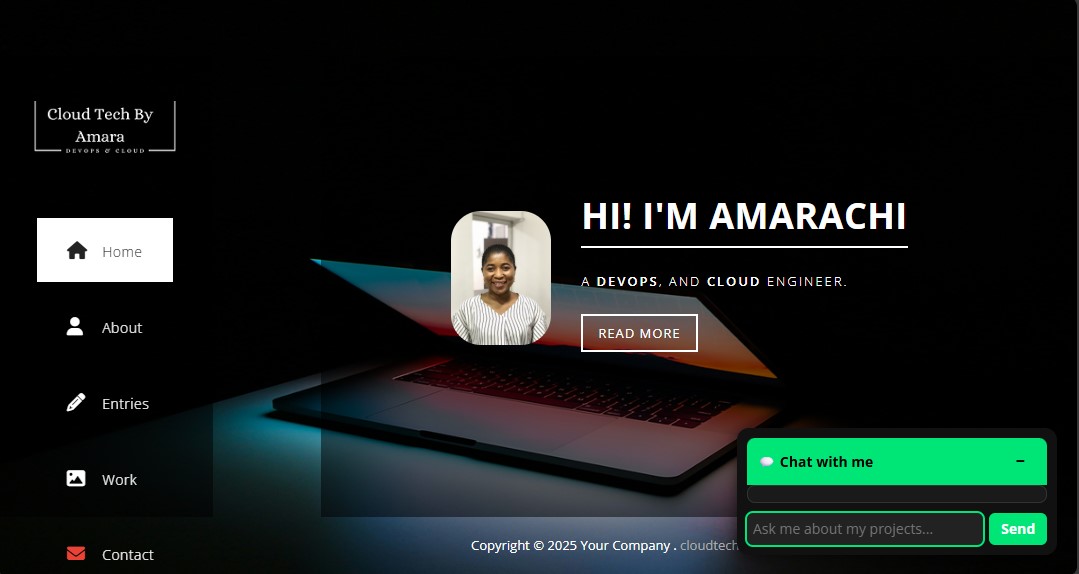 Cloud Tech By
Amara
DEVOPS & CLOUD
Home
About
Entries
Work
Contact
HI! I'M AMARACHI
A DEVOPS, AND CLOUD ENGINEER.
READ MORE
Chat with me
−
Ask me about my projects...
Send
Copyright © 2025 Your Company . cloudtech